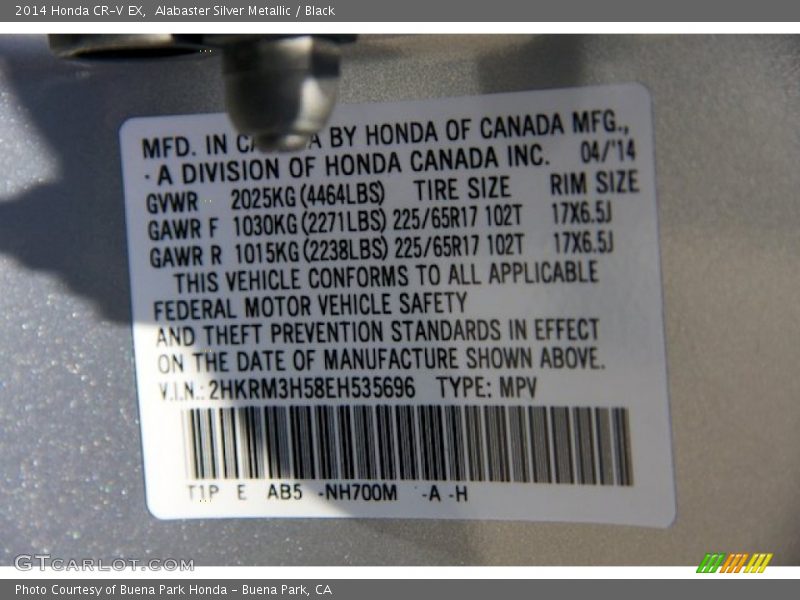 2014 Honda CR-V EX, Alabaster Silver Metallic / Black
MFD. IN BY HONDA OF CANADA MFG.,
A DIVISION OF HONDA CANADA INC. 04/'14
GVWR 2025KG (4464LBS) TIRE SIZE RIM SIZE
GAWR F 1030KG (2271LBS) 225/65R17 102T 17X6.5J
GAWR R 1015KG (2238LBS) 225/65R17 102T 17X6.5J
THIS VEHICLE CONFORMS TO ALL APPLICABLE
FEDERAL MOTOR VEHICLE SAFETY
AND THEFT PREVENTION STANDARDS IN EFFECT
ON THE DATE OF MANUFACTURE SHOWN ABOVE.
V.I.N.: 2HKRM3H58EH535696 TYPE: MPV
T1P E AB5 -NH700M -A -H
GTCARLOT.COM
Photo Courtesy of Buena Park Honda - Buena Park, CA